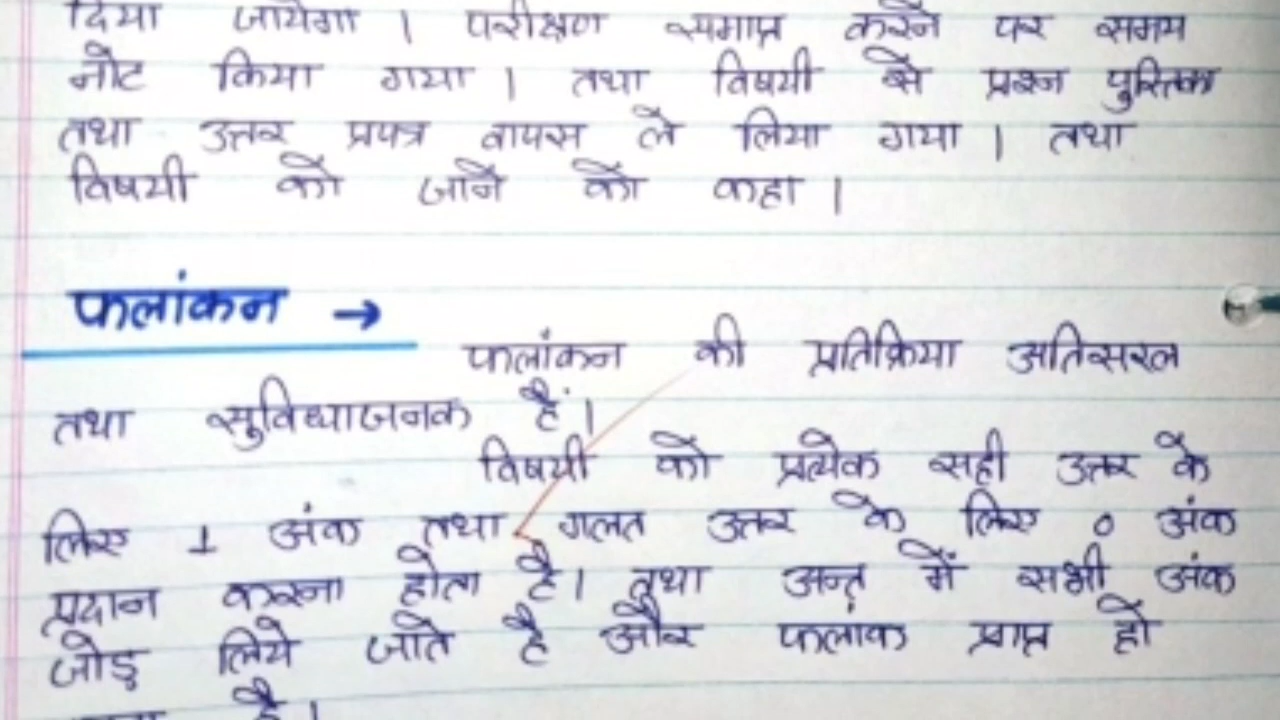 दिया जायेगा । परीक्षण समाप्त करने पर समय
नोट किया गया । तथा विषयी से प्रश्न पुस्तिका
तथा उत्तर प्रपत्र वापस ले लिया गया । तथा
विषयी को जाने को कहा ।
फलांकन →
फलांकन की प्रतिक्रिया अतिसरल
तथा सुविधाजनक हैं ।
विषयी को प्रत्येक सही उत्तर के
लिए 1 अंक तथा गलत उत्तर के लिए 0 अंक
प्रदान करना होता है । तथा अन्त में सभी अंक
जोड़ लिये जाते है और फलांक प्राप्त हो
है ।